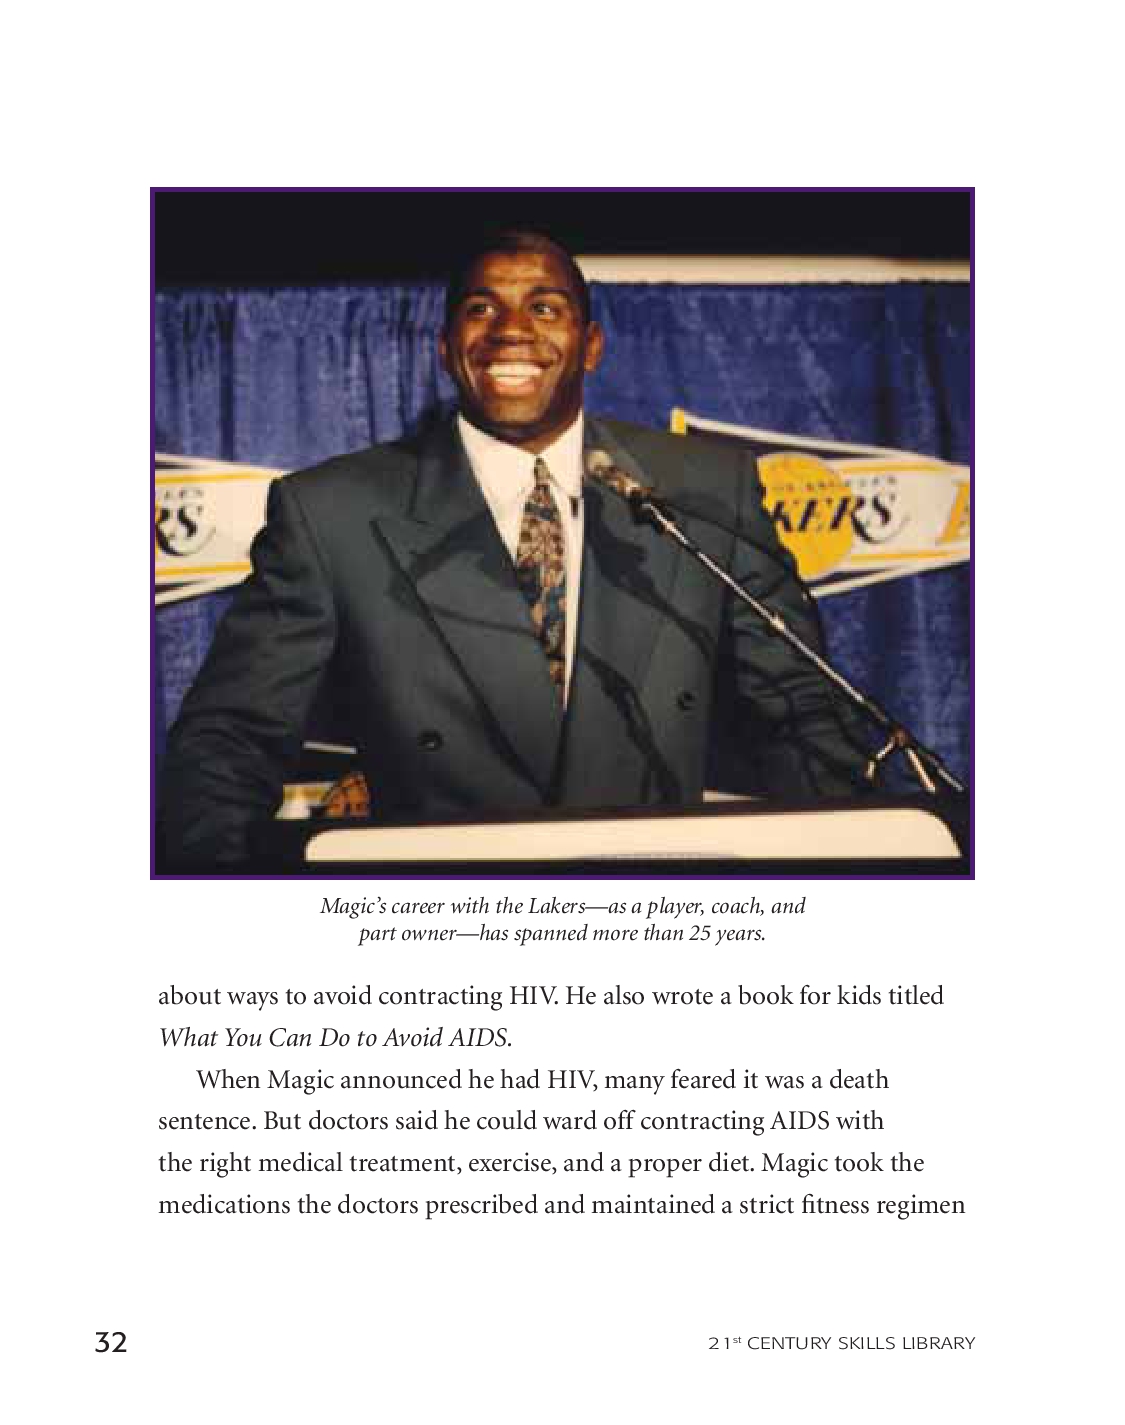 KERS
RS
Magic’s career with the Lakers—as a player, coach, and
part owner—has spanned more than 25 years.
about ways to avoid contracting HIV. He also wrote a book for kids titled
What You Can Do to Avoid AIDS.
When Magic announced he had HIV, many feared it was a death
sentence. But doctors said he could ward off contracting AIDS with
the right medical treatment, exercise, and a proper diet. Magic took the
medications the doctors prescribed and maintained a strict fitness regimen
32
21st CENTURY SKILLS LIBRARY